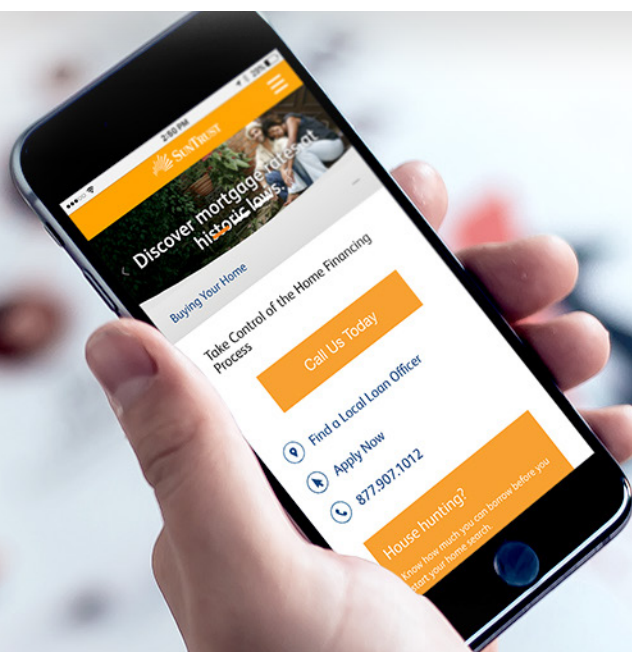 2:50 PM
29%
SUNTRUST
Discover mortgage rates at
historic lows.
Buying Your Home
Take Control of the Home Financing
Process
Call Us Today
Find a Local Loan Officer
Apply Now
877.907.1012
House hunting?
Know how much you can borrow before you
start your home search.